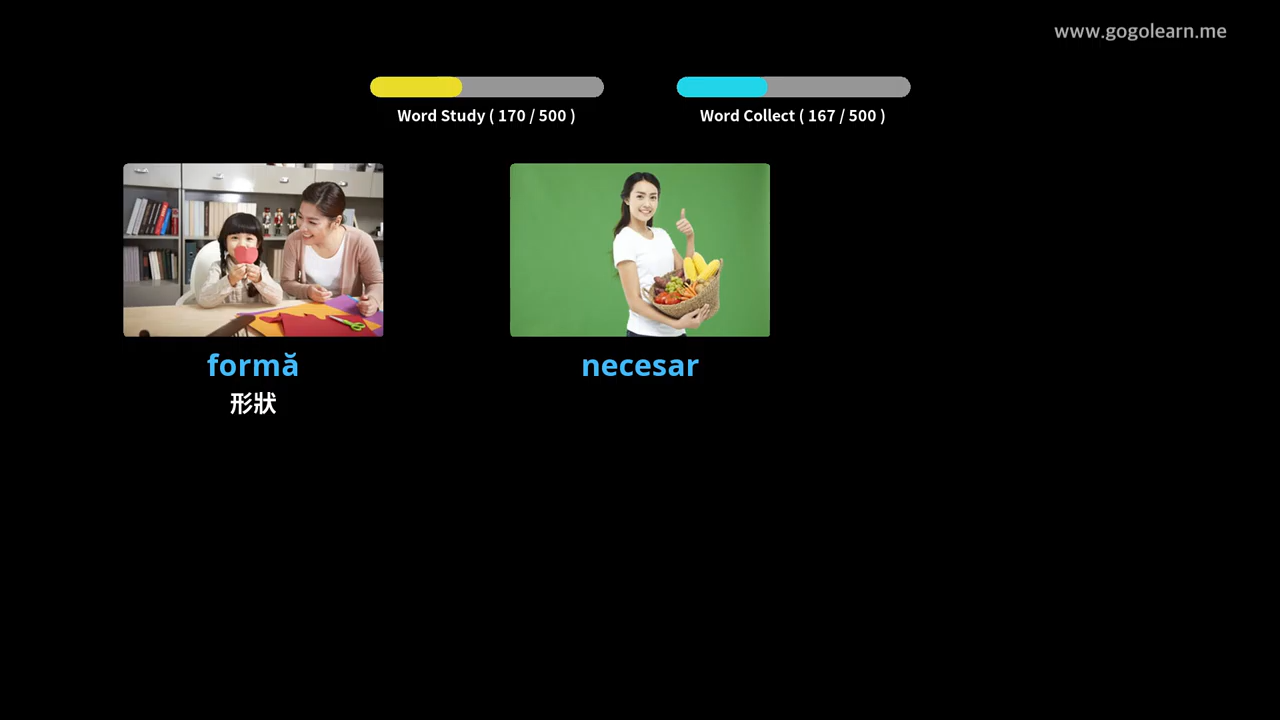 www.gogolearn.me
Word Study ( 170 / 500 )
Word Collect ( 167 / 500 )
formă
necesar
形狀